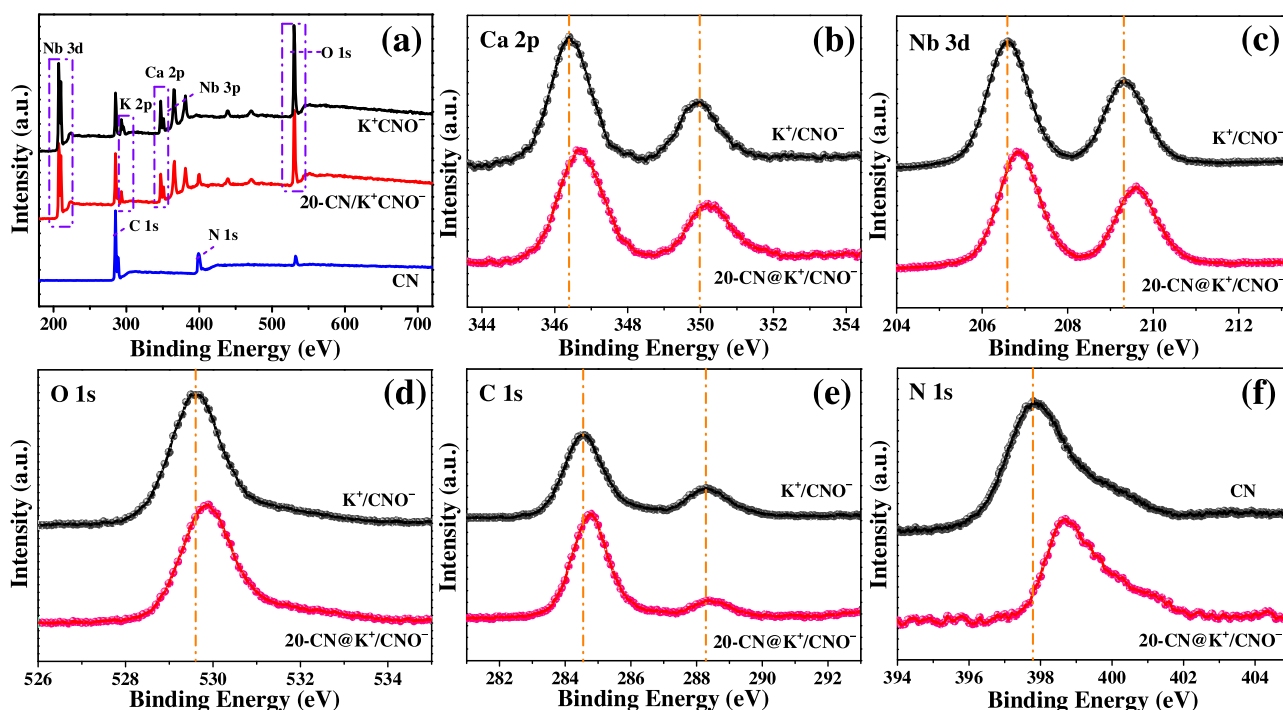 (a)
Nb 3d
K 2p
Ca 2p
Nb 3p
O 1s
K⁺CNO⁻
20-CN/K⁺CNO⁻
C 1s
N 1s
CN
Intensity (a.u.)
200 300 400 500 600 700
Binding Energy (eV)
(b)
Ca 2p
K⁺/CNO⁻
20-CN@K⁺/CNO⁻
Intensity (a.u.)
344 346 348 350 352 354
Binding Energy (eV)
(c)
Nb 3d
K⁺/CNO⁻
20-CN@K⁺/CNO⁻
Intensity (a.u.)
204 206 208 210 212
Binding Energy (eV)
(d)
O 1s
K⁺/CNO⁻
20-CN@K⁺/CNO⁻
Intensity (a.u.)
526 528 530 532 534
Binding Energy (eV)
(e)
C 1s
K⁺/CNO⁻
20-CN@K⁺/CNO⁻
Intensity (a.u.)
282 284 286 288 290 292
Binding Energy (eV)
(f)
N 1s
CN
20-CN@K⁺/CNO⁻
Intensity (a.u.)
394 396 398 400 402 404
Binding Energy (eV)